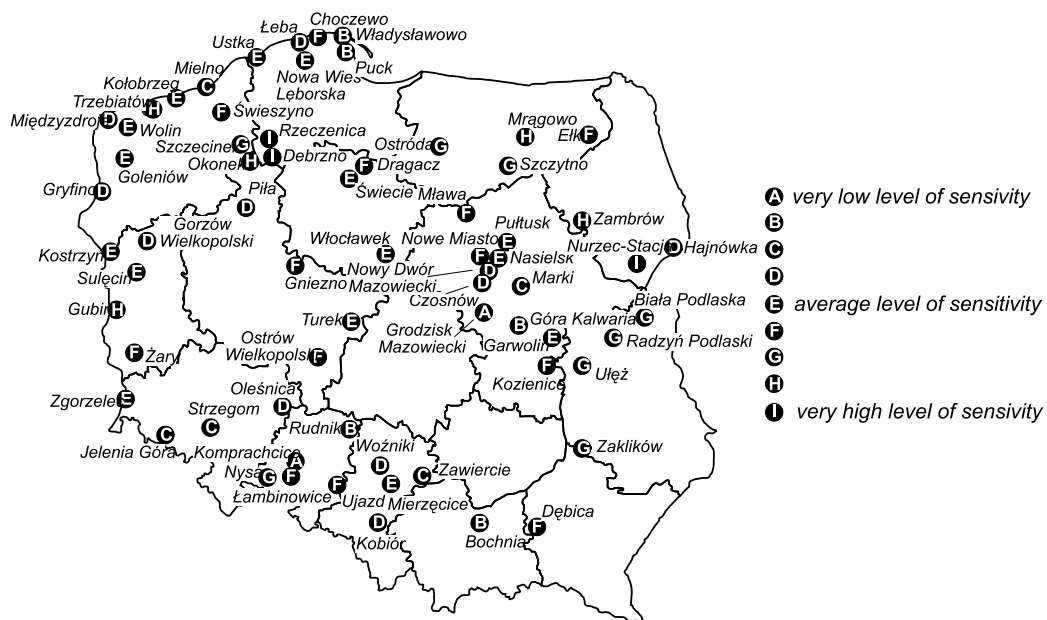 Choczewo
Łeba
D
F
B
Władysławowo
Ustka
E
B
Puck
E
Nowa Wieś
Lęborska
Mielno
C
Kołobrzeg
E
Trzebiatów
H
F
Świeszyno
Międzyzdroje
D
E
Wolin
I
Rzeczenica
Szczecinek
G
Okonek
H
I
Debrzno
E
Goleniów
Gryfino
D
Piła
D
Mrągowo
H
Ełk
F
Ostróda
G
F
Dragacz
G
Szczytno
E
Świecie
Mława
F
Gorzów
Wielkopolski
D
Kostrzyn
E
Sulęcin
E
Gubin
H
Włocławek
E
F
Gniezno
Nowe Miasto
F
Pułtusk
E
E
Nasielsk
D
Nowy Dwór
Mazowiecki
D
Czosnów
C
Marki
H
Zambrów
Nurzec-Stacja
I
D
Hajnówka
Biała Podlaska
G
A
Grodzisk
Mazowiecki
B
Góra Kalwaria
E
Garwolin
G
Radzyń Podlaski
Turek
E
Ostrów
Wielkopolski
F
F
Żary
F
Kozienice
G
Ułęż
Zgorzelec
E
Oleśnica
D
Strzegom
C
C
Jelenia Góra
Rudnik
B
G
Zaklików
Komprachcice
A
Woźniki
D
Nysa
G
F
Łambinowice
F
Ujazd
E
Mierzęcice
C
Zawiercie
D
Kobiór
B
Bochnia
F
Dębica
A very low level of sensivity
B
C
D
E average level of sensitivity
F
G
H
I very high level of sensivity